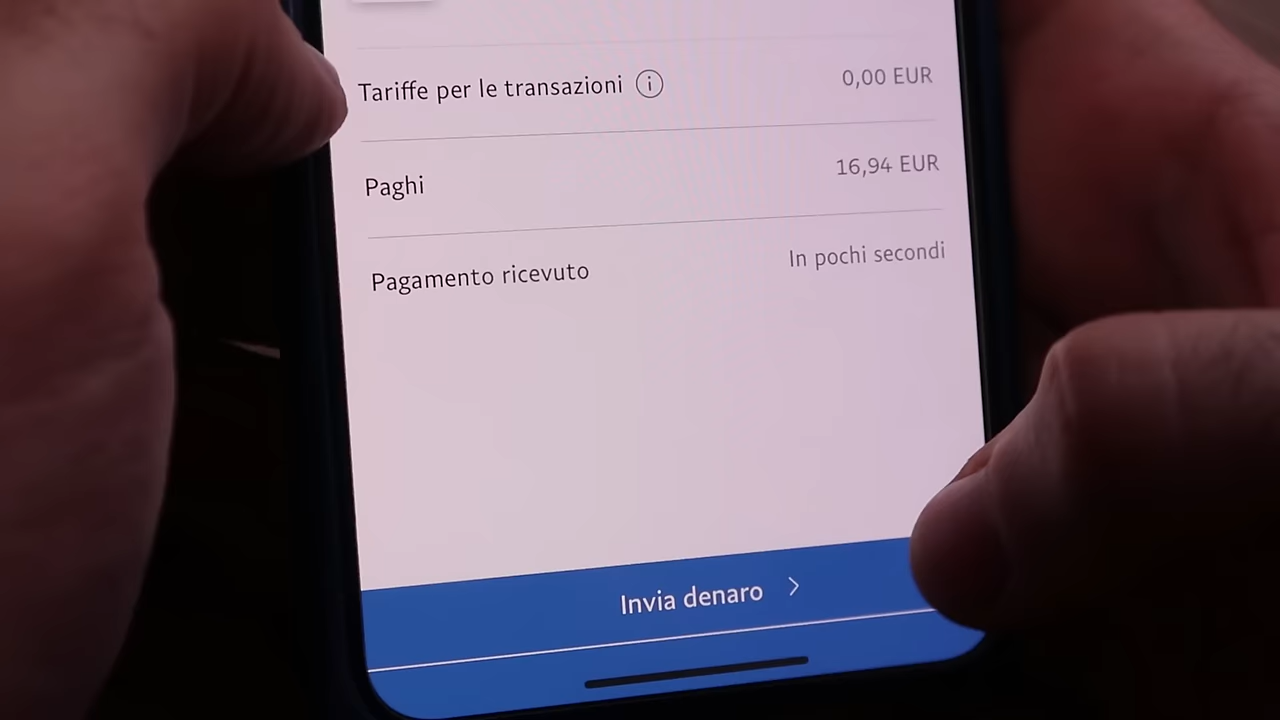 Tariffe per le transazioni i 0,00 EUR
Paghi 16,94 EUR
Pagamento ricevuto In pochi secondi
Invia denaro